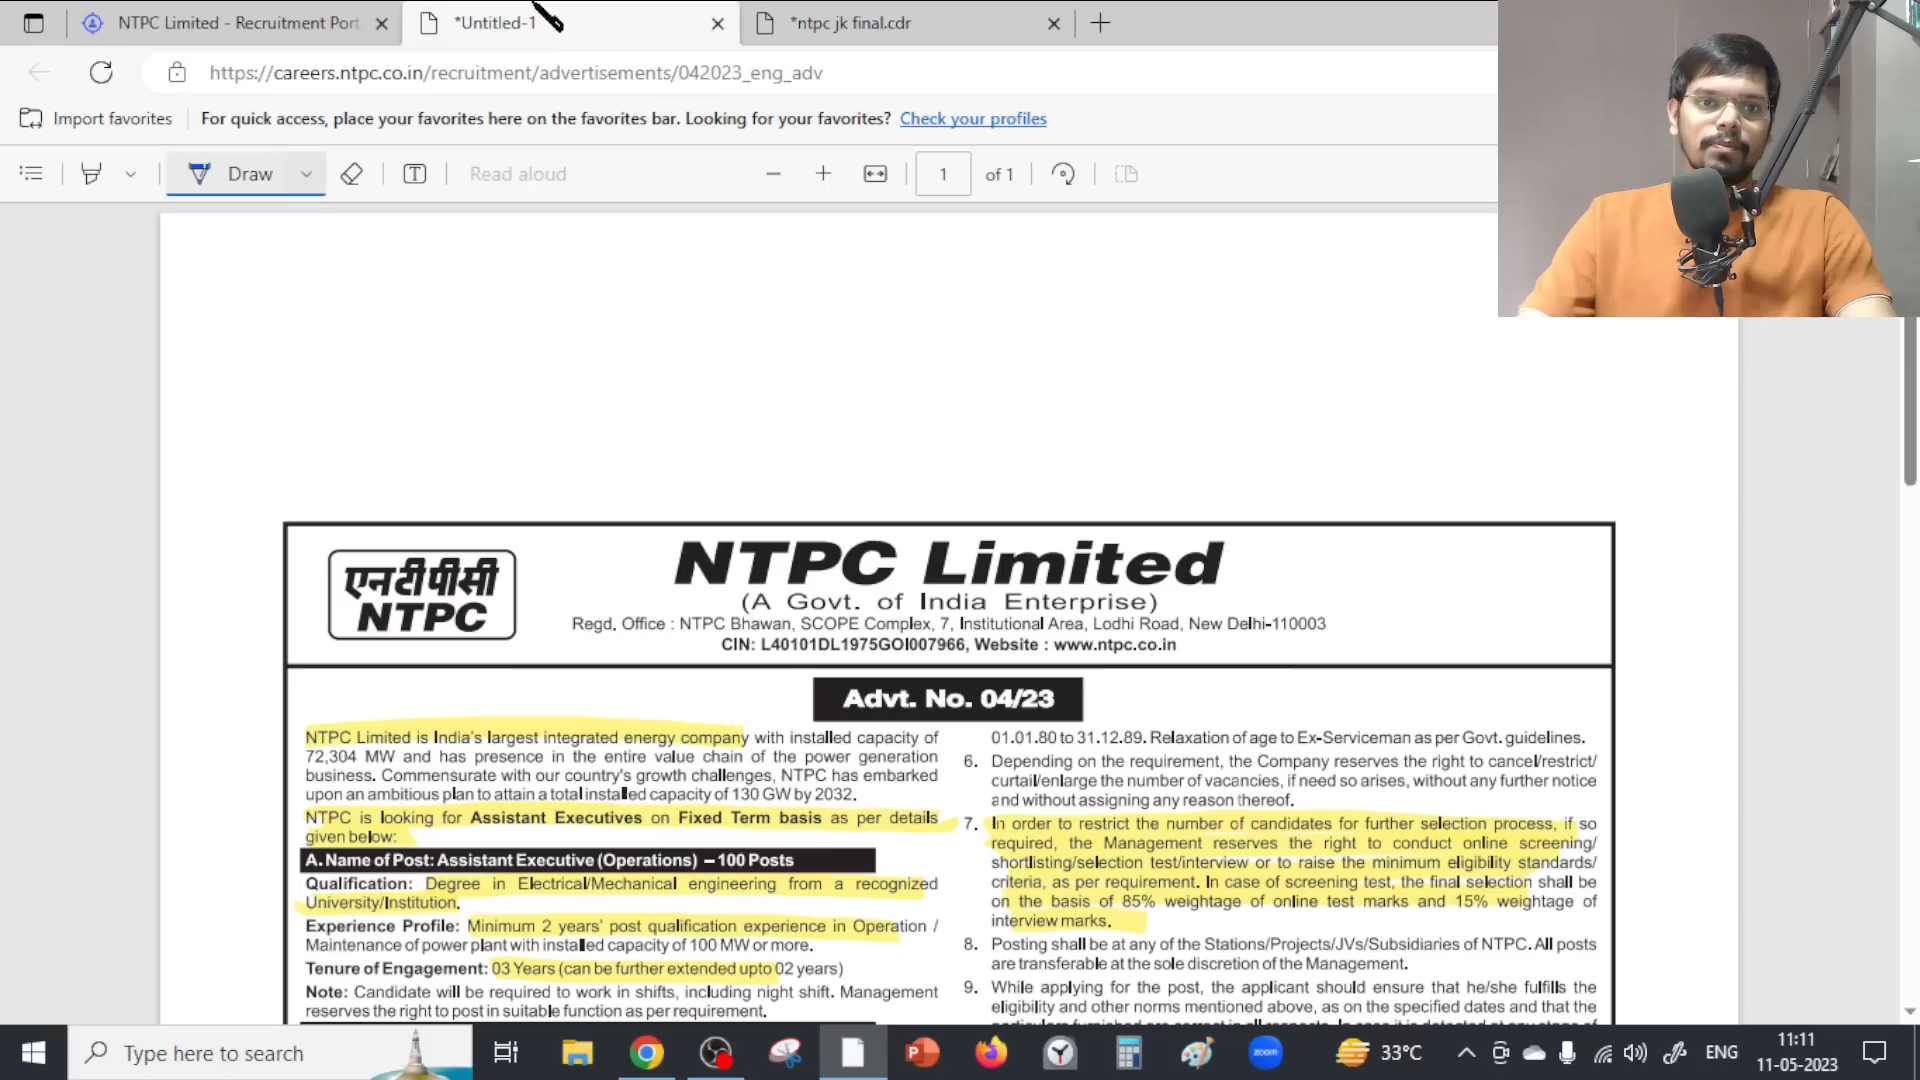 NTPC Limited - Recruitment Port
*Untitled-1
*ntpc jk final.cdr
https://careers.ntpc.co.in/recruitment/advertisements/042023_eng_adv
Import favorites
For quick access, place your favorites here on the favorites bar. Looking for your favorites? Check your profiles
Draw
Read aloud
1 of 1
एनटीपीसी
NTPC
NTPC Limited
(A Govt. of India Enterprise)
Regd. Office : NTPC Bhawan, SCOPE Complex, 7, Institutional Area, Lodhi Road, New Delhi-110003
CIN: L40101DL1975GOI007966, Website : www.ntpc.co.in
Advt. No. 04/23
NTPC Limited is India's largest integrated energy company with installed capacity of
72,304 MW and has presence in the entire value chain of the power generation
business. Commensurate with our country's growth challenges, NTPC has embarked
upon an ambitious plan to attain a total installed capacity of 130 GW by 2032.
NTPC is looking for Assistant Executives on Fixed Term basis as per details
given below:
A. Name of Post: Assistant Executive (Operations) – 100 Posts
Qualification: Degree in Electrical/Mechanical engineering from a recognized
University/Institution.
Experience Profile: Minimum 2 years' post qualification experience in Operation /
Maintenance of power plant with installed capacity of 100 MW or more.
Tenure of Engagement: 03 Years (can be further extended upto 02 years)
Note: Candidate will be required to work in shifts, including night shift. Management
reserves the right to post in suitable function as per requirement.
01.01.80 to 31.12.89. Relaxation of age to Ex-Serviceman as per Govt. guidelines.
6. Depending on the requirement, the Company reserves the right to cancel/restrict/
curtail/enlarge the number of vacancies, if need so arises, without any further notice
and without assigning any reason thereof.
7. In order to restrict the number of candidates for further selection process, if so
required, the Management reserves the right to conduct online screening/
shortlisting/selection test/interview or to raise the minimum eligibility standards/
criteria, as per requirement. In case of screening test, the final selection shall be
on the basis of 85% weightage of online test marks and 15% weightage of
interview marks.
8. Posting shall be at any of the Stations/Projects/JVs/Subsidiaries of NTPC. All posts
are transferable at the sole discretion of the Management.
9. While applying for the post, the applicant should ensure that he/she fulfills the
eligibility and other norms mentioned above, as on the specified dates and that the
Type here to search
zoom
33°C
ENG
11:11
11-05-2023